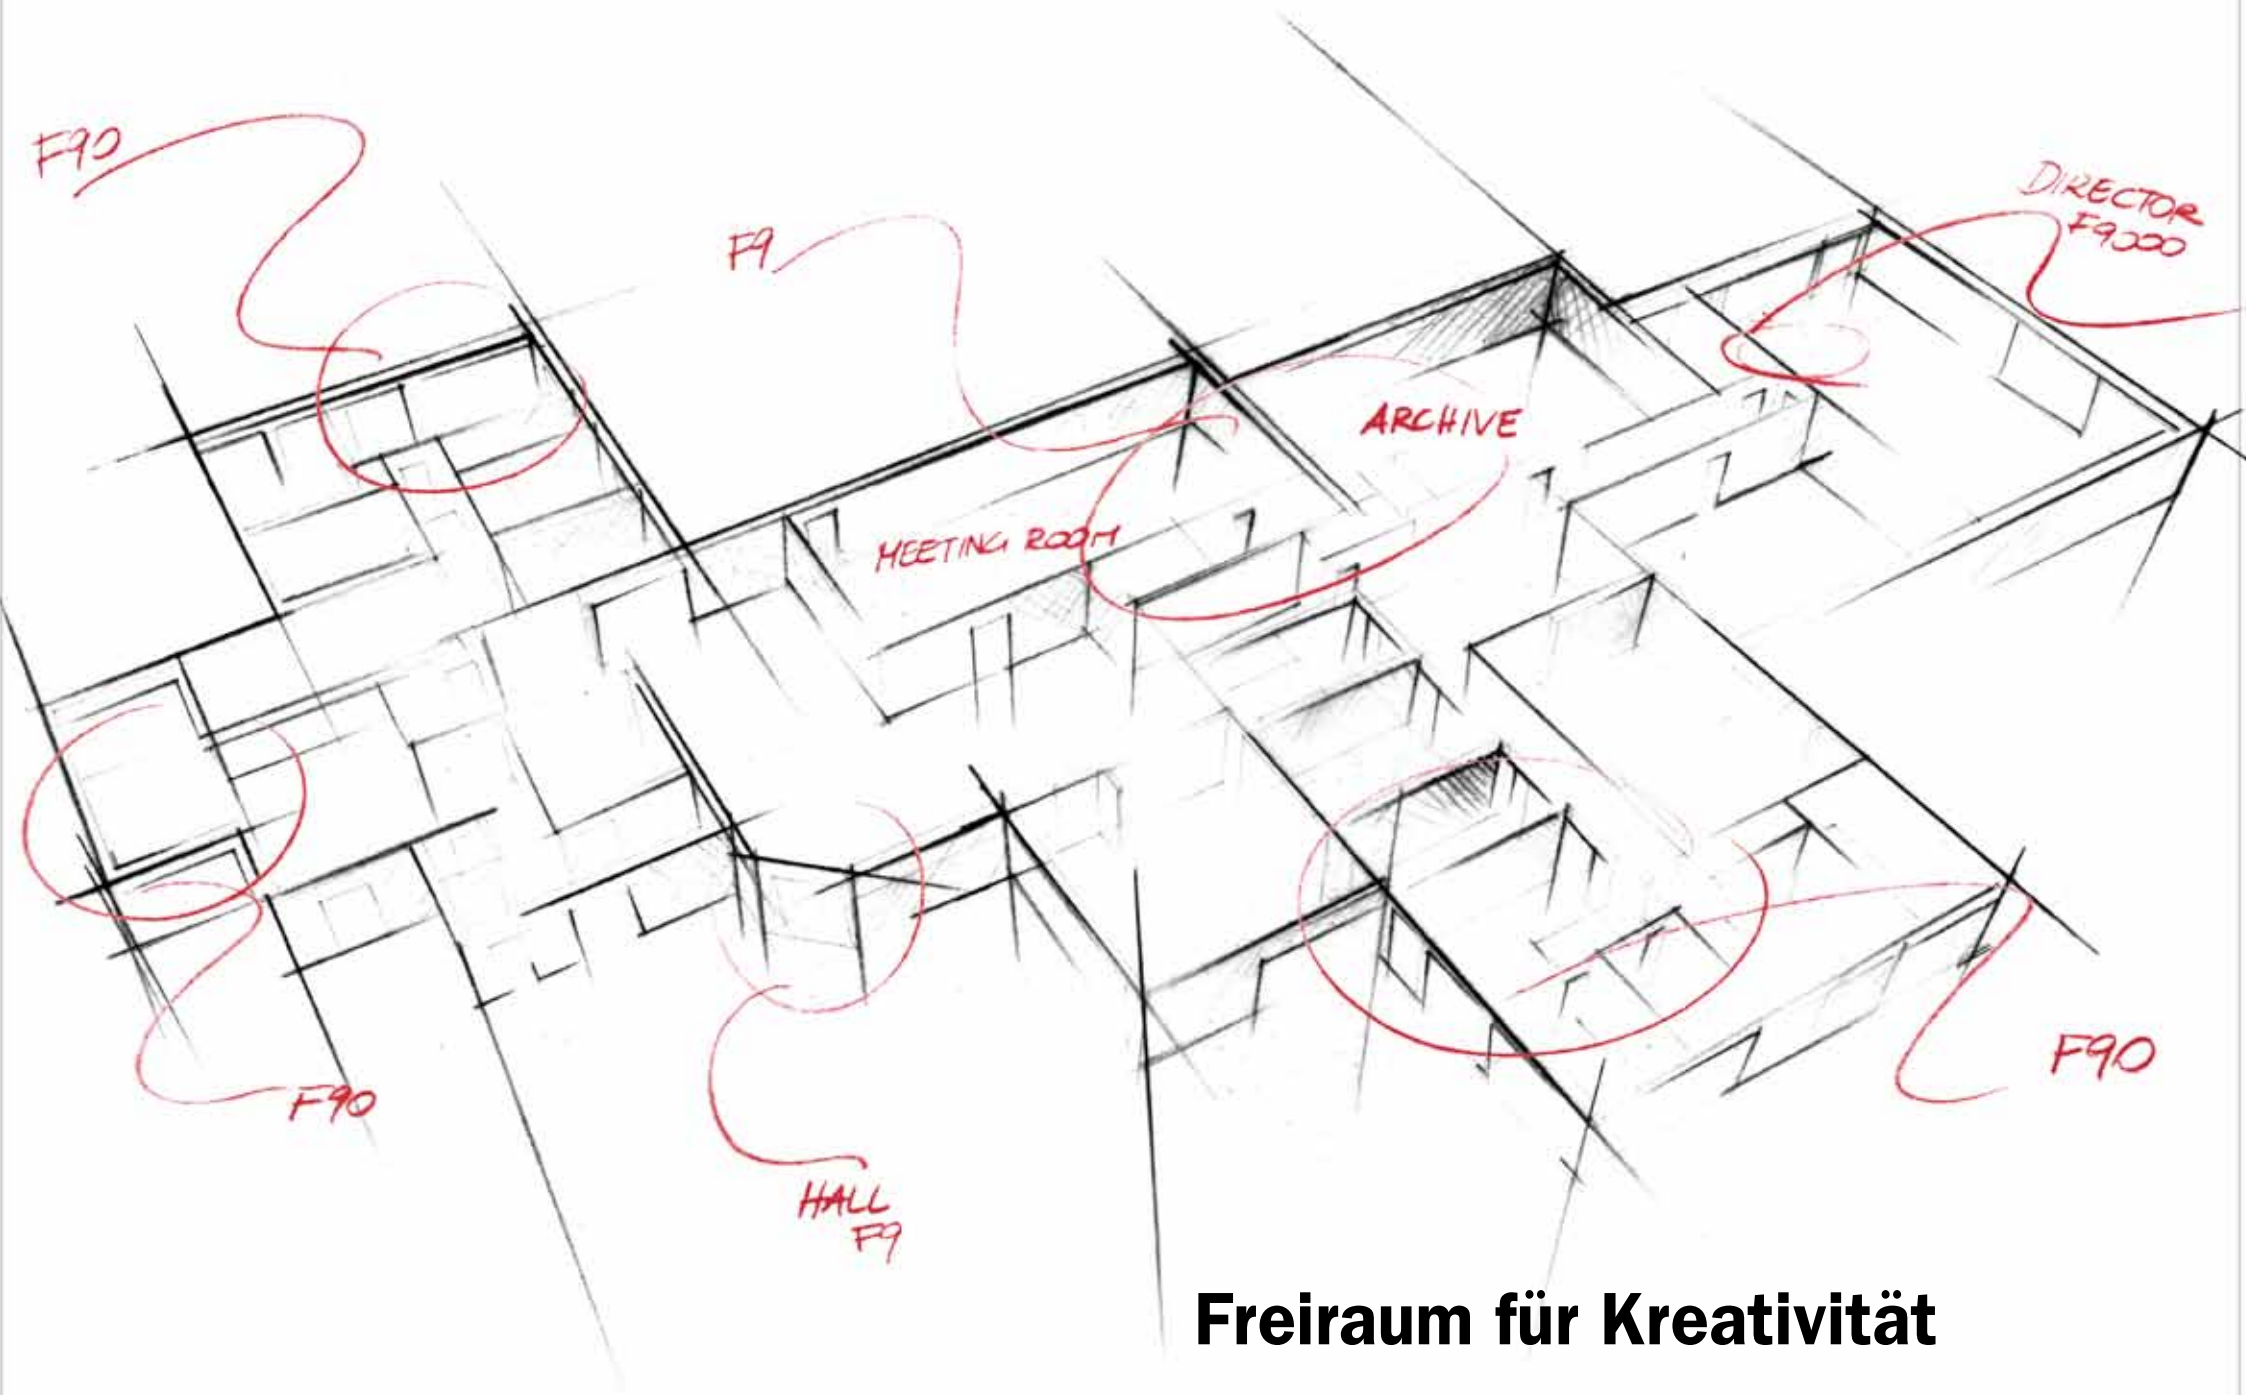 F90
DIRECTOR
F9000
F9
ARCHIVE
MEETING ROOM
F90
F90
HALL
F9
Freiraum für Kreativität